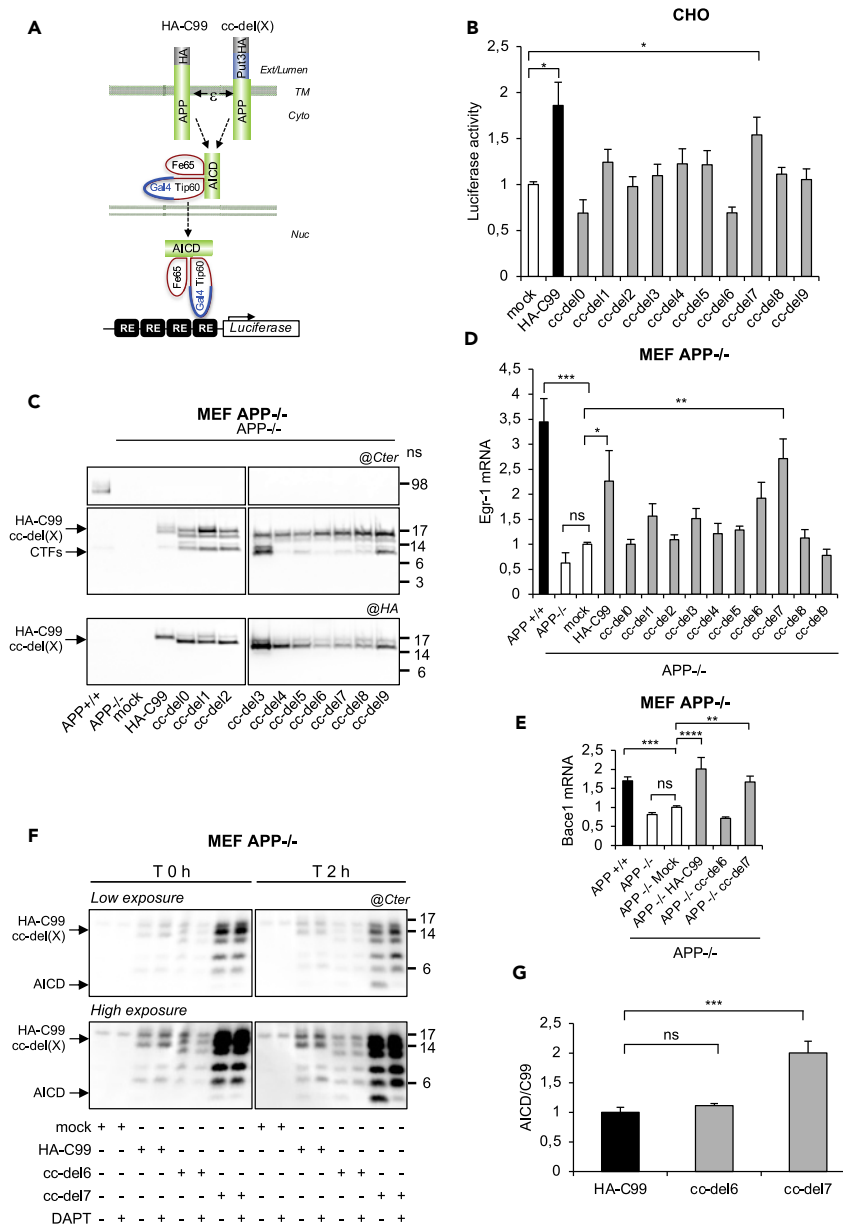 A
HA-C99
cc-del(X)
HA
Put3HA
Ext/Lumen
TM
Cyto
APP
ε
APP
Fe65
AICD
Gal4 Tip60
Nuc
AICD
Fe65
Gal4 Tip60
RE RE RE RE Luciferase
B
CHO
Luciferase activity
2,5
2
1,5
1
0,5
0
*
*
mock
HA-C99
cc-del0
cc-del1
cc-del2
cc-del3
cc-del4
cc-del5
cc-del6
cc-del7
cc-del8
cc-del9
C
MEF APP-/-
APP-/-
@Cter
ns
98
HA-C99
cc-del(X)
CTFs
17
14
6
3
@HA
HA-C99
cc-del(X)
17
14
6
APP+/+
APP-/-
mock
HA-C99
cc-del0
cc-del1
cc-del2
cc-del3
cc-del4
cc-del5
cc-del6
cc-del7
cc-del8
cc-del9
D
MEF APP-/-
Egr-1 mRNA
4
3,5
3
2,5
2
1,5
1
0,5
0
***
**
*
ns
APP +/+
APP-/-
mock
HA-C99
cc-del0
cc-del1
cc-del2
cc-del3
cc-del4
cc-del5
cc-del6
cc-del7
cc-del8
cc-del9
APP-/-
E
MEF APP-/-
Bace1 mRNA
2,5
2
1,5
1
0,5
0
***
ns
****
**
APP +/+
APP -/-
APP -/- Mock
APP -/- HA-C99
APP -/- cc-del6
APP -/- cc-del7
APP-/-
F
MEF APP-/-
T 0 h
T 2 h
Low exposure
@Cter
HA-C99
cc-del(X)
AICD
17
14
6
High exposure
HA-C99
cc-del(X)
AICD
17
14
6
mock + + - - - - - - + + - - - - - -
HA-C99 - - + + - - - - - - + + - - - -
cc-del6 - - - - + + - - - - - - + + - -
cc-del7 - - - - - - + + - - - - - - + +
DAPT - + - + - + - + - + - + - + - +
G
AICD/C99
2,5
2
1,5
1
0,5
0
***
ns
HA-C99
cc-del6
cc-del7